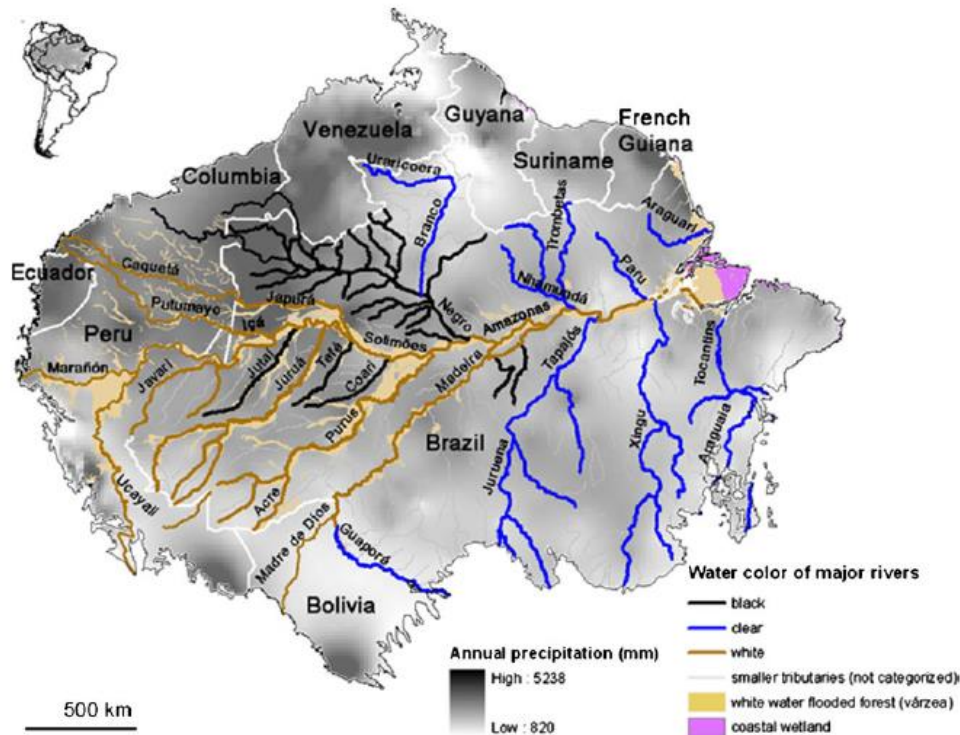 Venezuela
Guyana
Suriname
French
Guiana
Columbia
Uraricoera
Branco
Trombetas
Araguari
Ecuador
Caquetá
Putumayo
Japurá
Içá
Negro
Nhamundá
Paru
Amazonas
Peru
Solimões
Marañón
Javarí
Jutaí
Juruá
Tefé
Coari
Madeira
Tapajós
Tocantins
Purus
Brazil
Xingu
Araguaia
Juruena
Ucayali
Acre
Madre de Dios
Guaporé
Bolivia
Water color of major rivers
black
clear
white
smaller tributaries (not categorized)
white water flooded forest (várzea)
coastal wetland
Annual precipitation (mm)
High : 5238
Low : 820
500 km